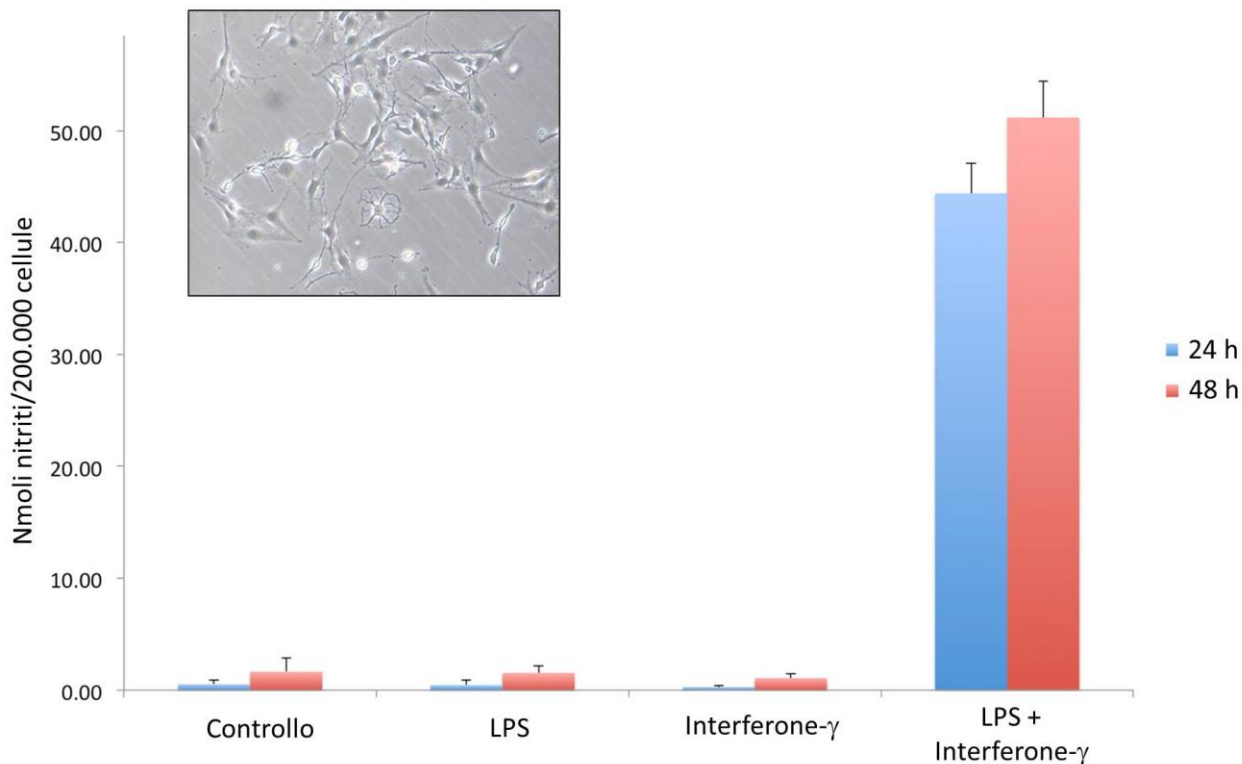 Nmoli nitriti/200.000 cellule
50.00
40.00
30.00
20.00
10.00
0.00
Controllo
LPS
Interferone-γ
LPS +
Interferone-γ
24 h
48 h